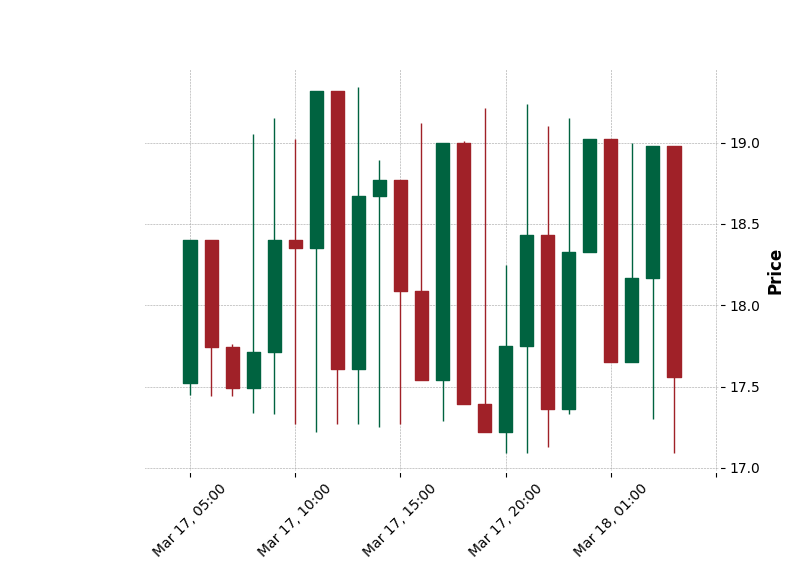 19.0
18.5
18.0
17.5
17.0
Price
Mar 17, 05:00
Mar 17, 10:00
Mar 17, 15:00
Mar 17, 20:00
Mar 18, 01:00